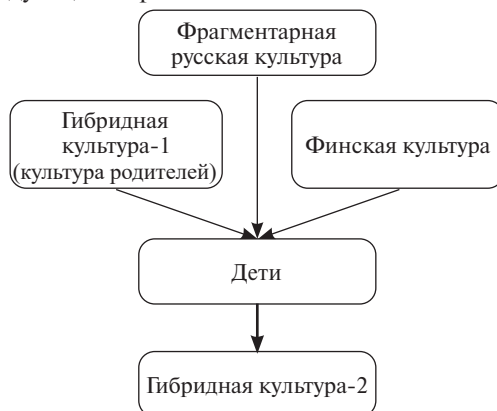 Фрагментарная
русская культура
Гибридная
культура-1
(культура родителей)
Финская культура
Дети
Гибридная культура-2